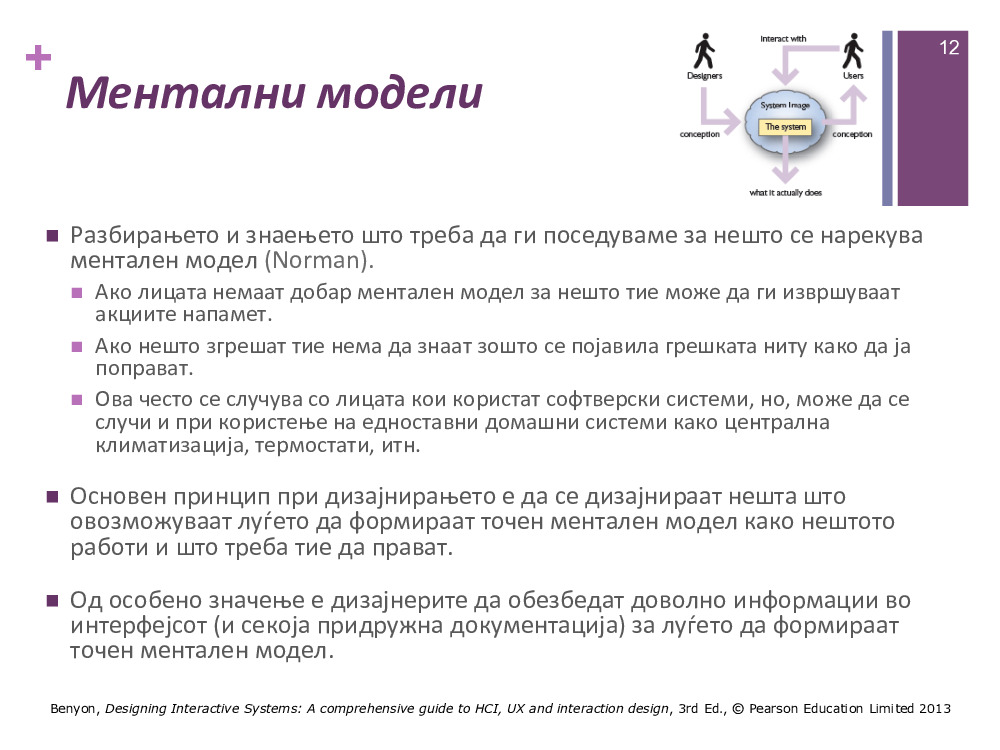 +
Ментални модели
12
Interact with
Designers
Users
System Image
The system
conception
conception
what it actually does
Разбирањето и знаењето што треба да ги поседуваме за нешто се нарекува
ментален модел (Norman).
Ако лицата немаат добар ментален модел за нешто тие може да ги извршуваат
акциите напамет.
Ако нешто згрешат тие нема да знаат зошто се појавила грешката ниту како да ја
поправат.
Ова често се случува со лицата кои користат софтверски системи, но, може да се
случи и при користење на едноставни домашни системи како централна
климатизација, термостати, итн.
Основен принцип при дизајнирањето е да се дизајнираат нешта што
овозможуваат луѓето да формираат точен ментален модел како нештото
работи и што треба тие да прават.
Од особено значење е дизајнерите да обезбедат доволно информации во
интерфејсот (и секоја придружна документација) за луѓето да формираат
точен ментален модел.
Benyon, Designing Interactive Systems: A comprehensive guide to HCI, UX and interaction design, 3rd Ed., © Pearson Education Limited 2013